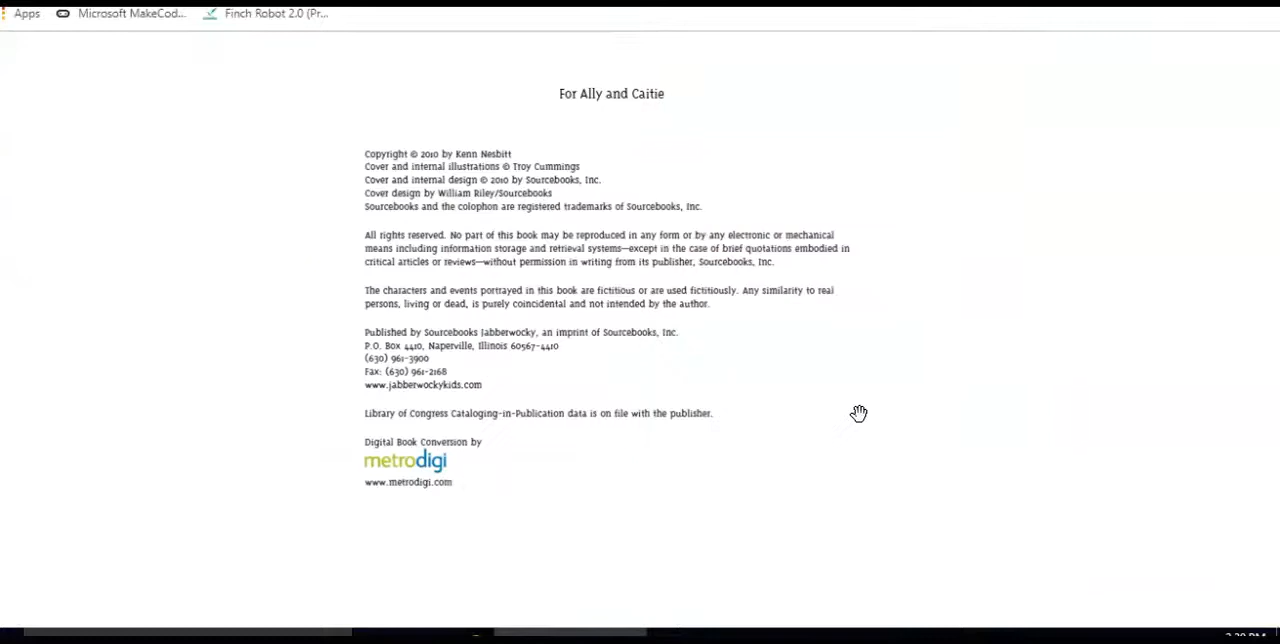 Apps Microsoft MakeCod... Finch Robot 2.0 (Pr...
For Ally and Caitie
Copyright © 2010 by Kenn Nesbitt
Cover and internal illustrations © Troy Cummings
Cover and internal design © 2010 by Sourcebooks, Inc.
Cover design by William Riley/Sourcebooks
Sourcebooks and the colophon are registered trademarks of Sourcebooks, Inc.
All rights reserved. No part of this book may be reproduced in any form or by any electronic or mechanical
means including information storage and retrieval systems—except in the case of brief quotations embodied in
critical articles or reviews—without permission in writing from its publisher, Sourcebooks, Inc.
The characters and events portrayed in this book are fictitious or are used fictitiously. Any similarity to real
persons, living or dead, is purely coincidental and not intended by the author.
Published by Sourcebooks Jabberwocky, an imprint of Sourcebooks, Inc.
P.O. Box 4410, Naperville, Illinois 60567-4410
(630) 961-3900
Fax: (630) 961-2168
www.jabberwockykids.com
Library of Congress Cataloging-in-Publication data is on file with the publisher.
Digital Book Conversion by
metrodigi
www.metrodigi.com